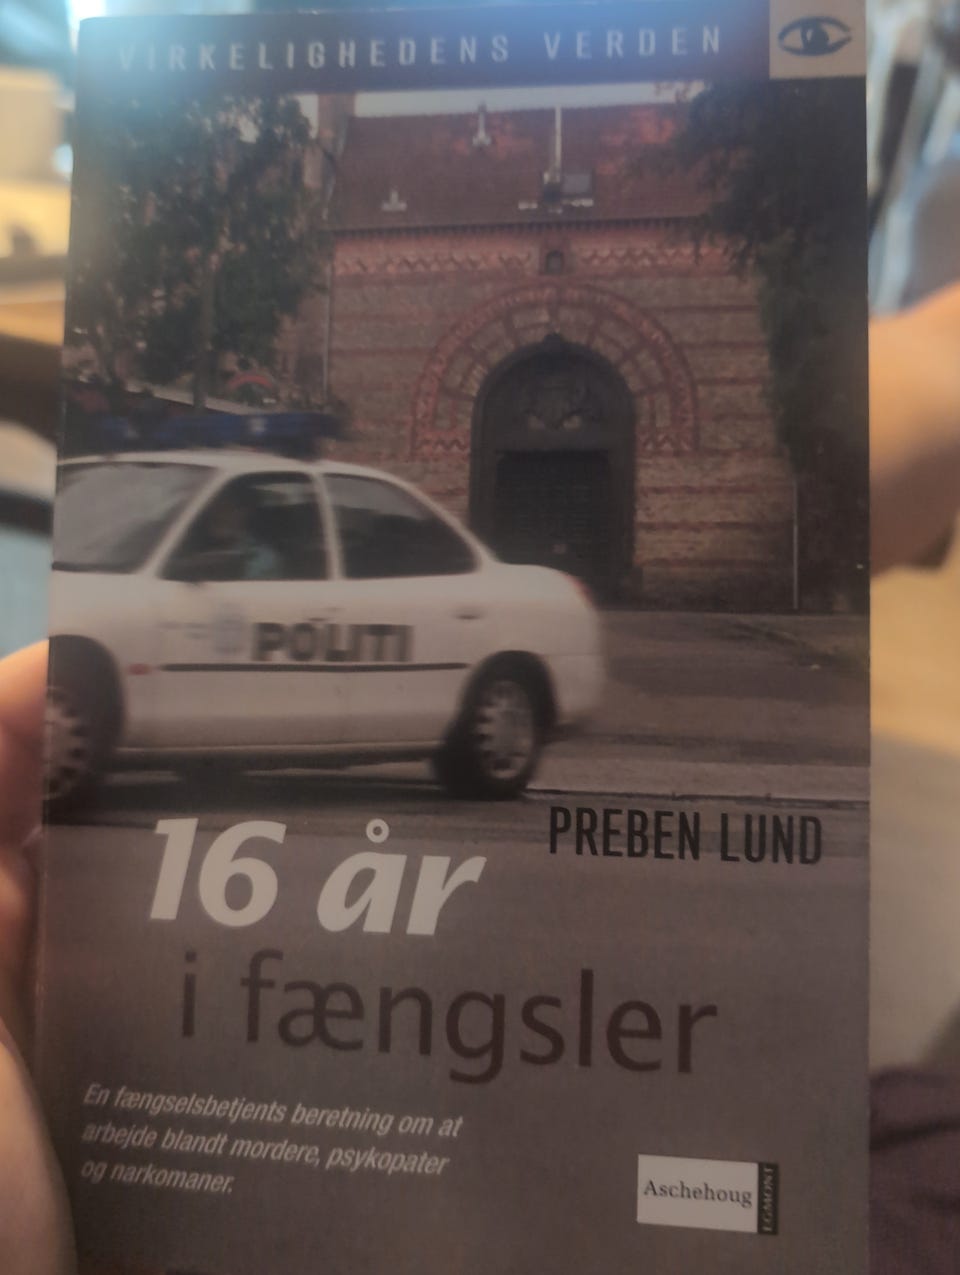 VIRKELIGHEDENS VERDEN
POLITI
PREBEN LUND
16 år
i fængsler
En fængselsbetjents beretning om at
arbejde blandt mordere, psykopater
og narkomaner.
Aschehoug
EGMONT